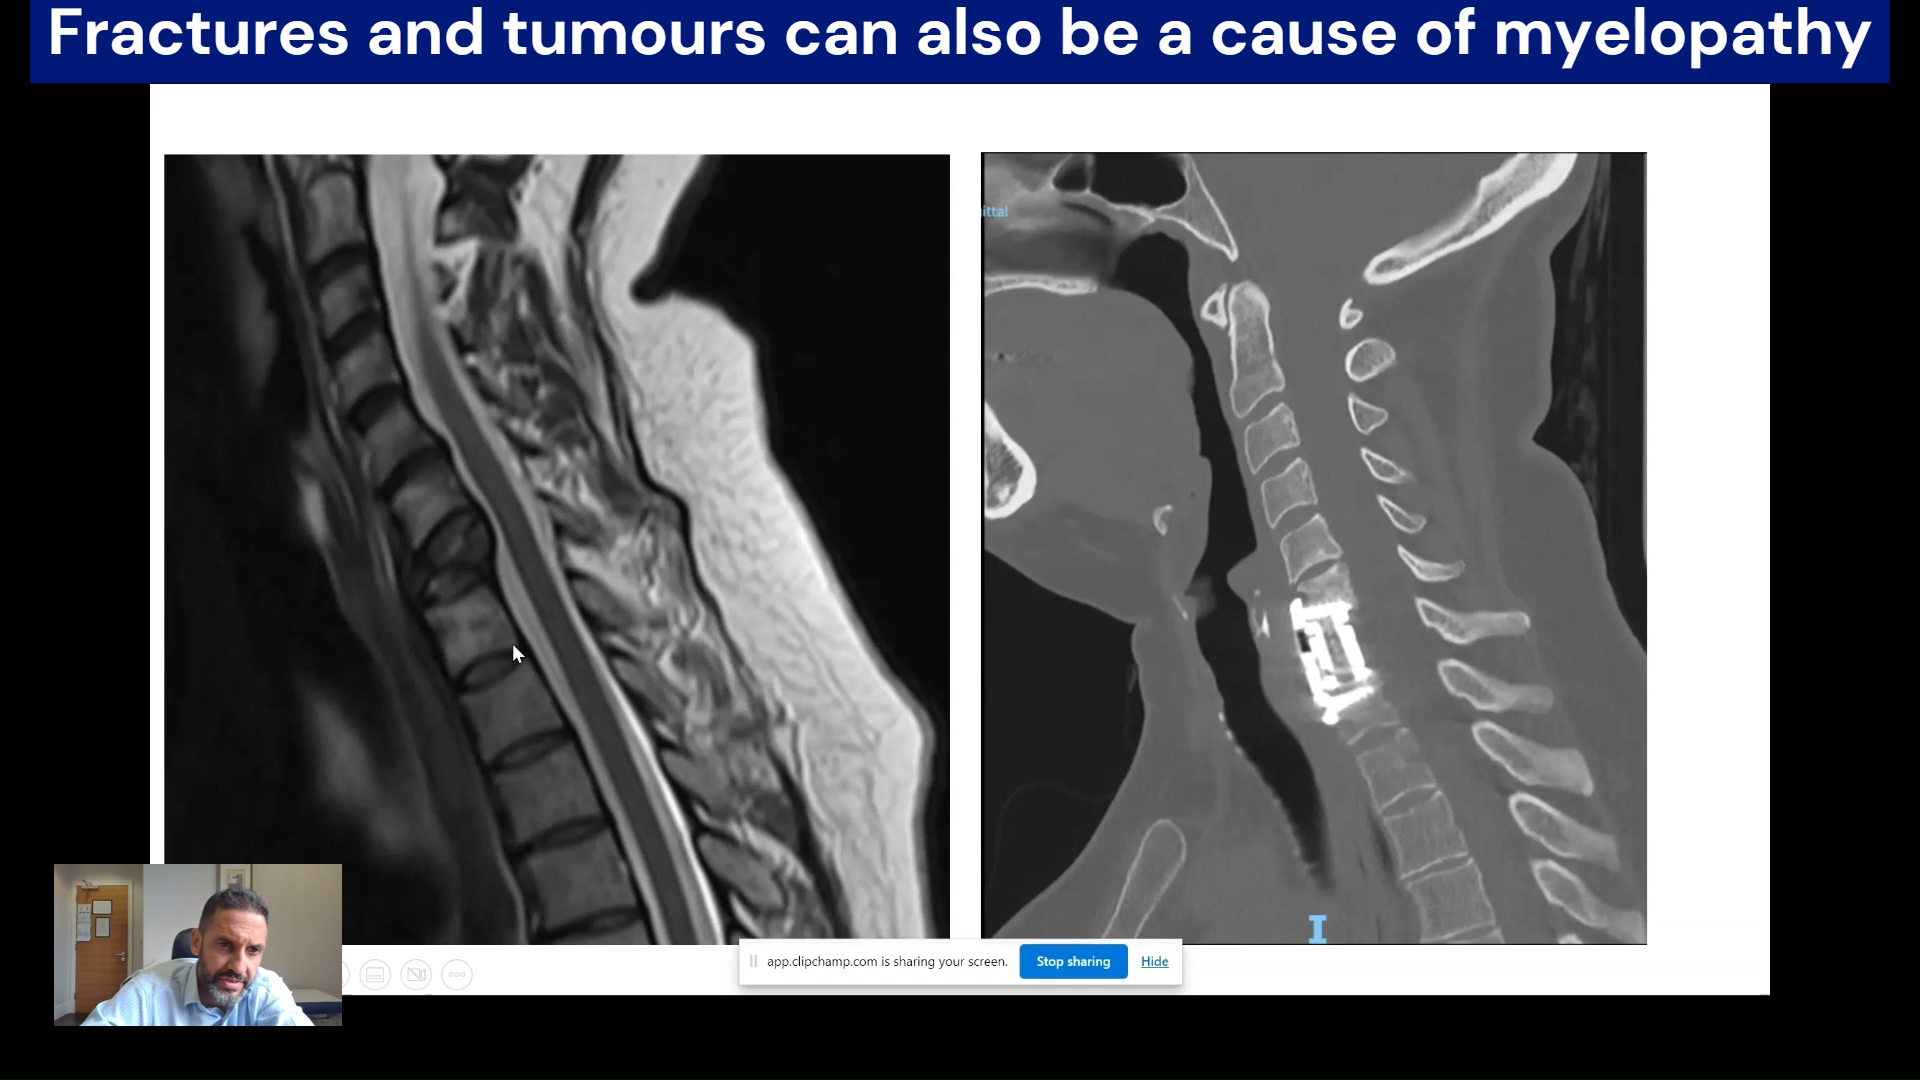 Fractures and tumours can also be a cause of myelopathy
ittal
I
app.clipchamp.com is sharing your screen.
Stop sharing
Hide